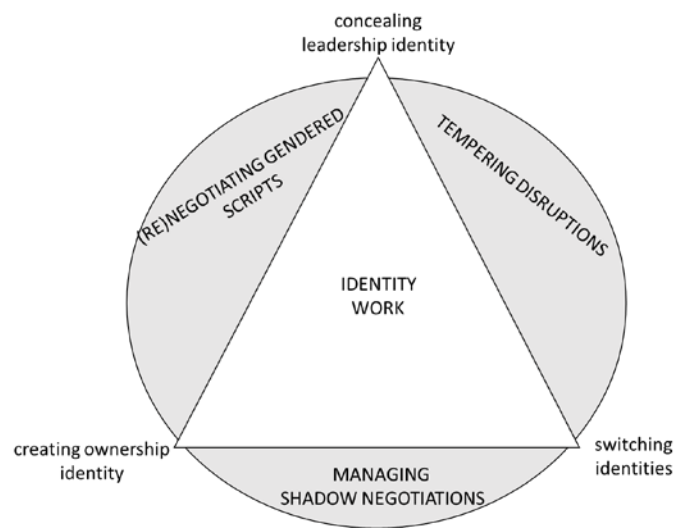 concealing
leadership identity
(RE)NEGOTIATING GENDERED
SCRIPTS
TEMPERING DISRUPTIONS
IDENTITY
WORK
creating ownership
identity
switching
identities
MANAGING
SHADOW NEGOTIATIONS